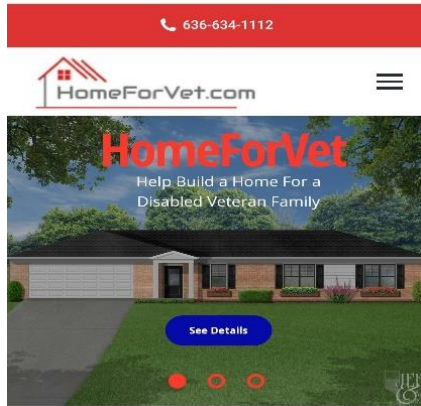 636-634-1112
HomeForVet.com
HomeForVet
Help Build a Home For a
Disabled Veteran Family
See Details